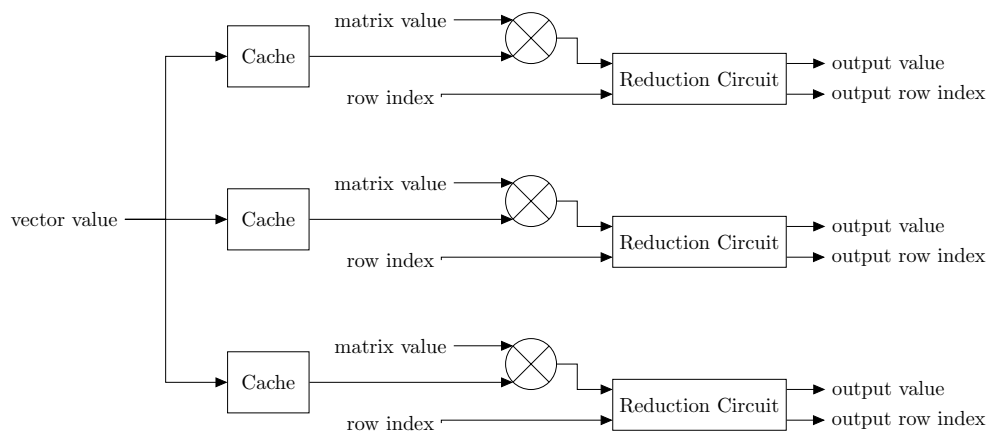 matrix value
Cache
output value
Reduction Circuit
row index
output row index
matrix value
vector value
Cache
output value
Reduction Circuit
row index
output row index
matrix value
Cache
output value
Reduction Circuit
row index
output row index